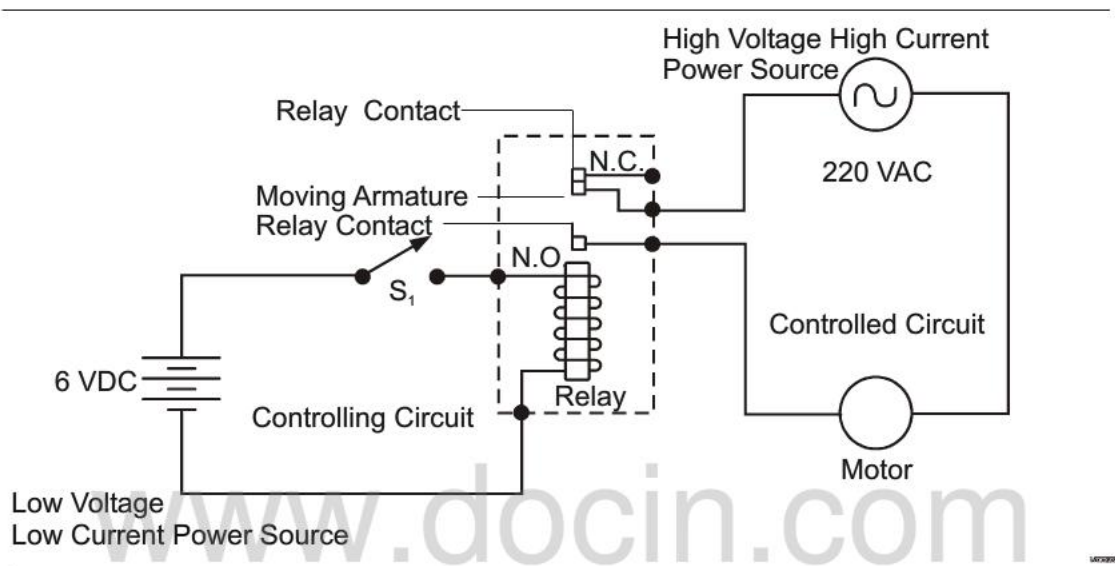 High Voltage High Current
Power Source
Relay Contact
N.C.
220 VAC
Moving Armature
Relay Contact
N.O.
S1
Controlled Circuit
6 VDC
Relay
Controlling Circuit
Motor
Low Voltage
Low Current Power Source
www.docin.com